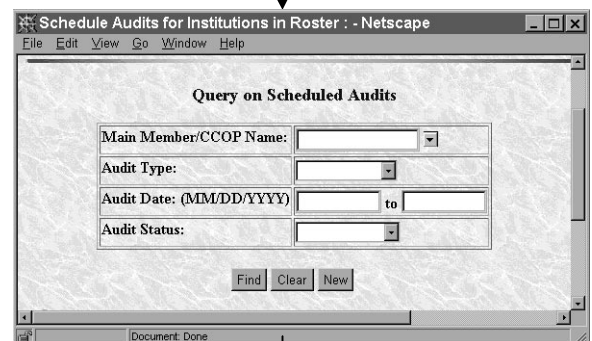 Schedule Audits for Institutions in Roster : - Netscape
File Edit View Go Window Help
Query on Scheduled Audits
Main Member/CCOP Name:
Audit Type:
Audit Date: (MM/DD/YYYY) to
Audit Status:
Find Clear New
Document: Done